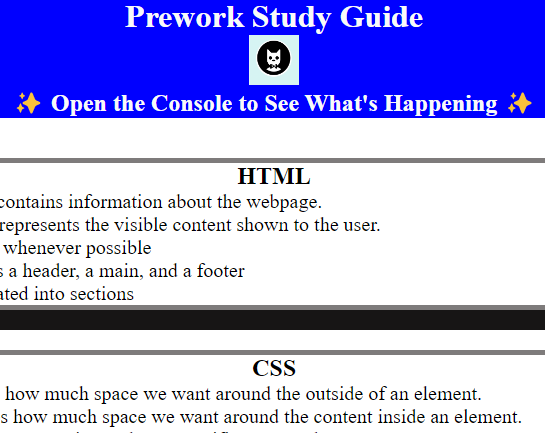 Prework Study Guide
✨ Open the Console to See What's Happening ✨
HTML
contains information about the webpage.
represents the visible content shown to the user.
whenever possible
s a header, a main, and a footer
ated into sections
CSS
how much space we want around the outside of an element.
s how much space we want around the content inside an element.